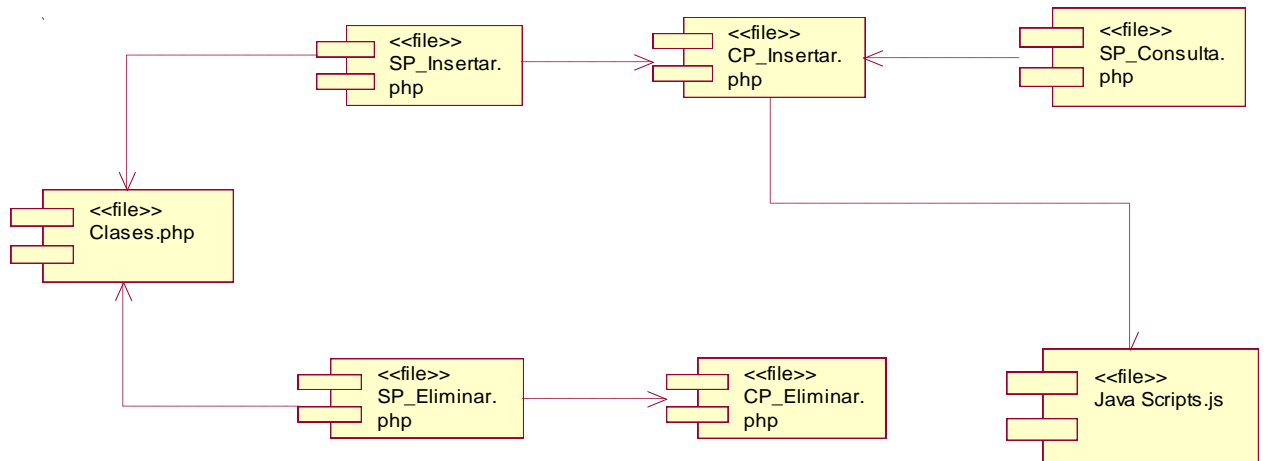 <<file>>
SP_Insertar.
php
<<file>>
CP_Insertar.
php
<<file>>
SP_Consulta.
php
<<file>>
Clases.php
<<file>>
SP_Eliminar.
php
<<file>>
CP_Eliminar.
php
<<file>>
Java Scripts.js